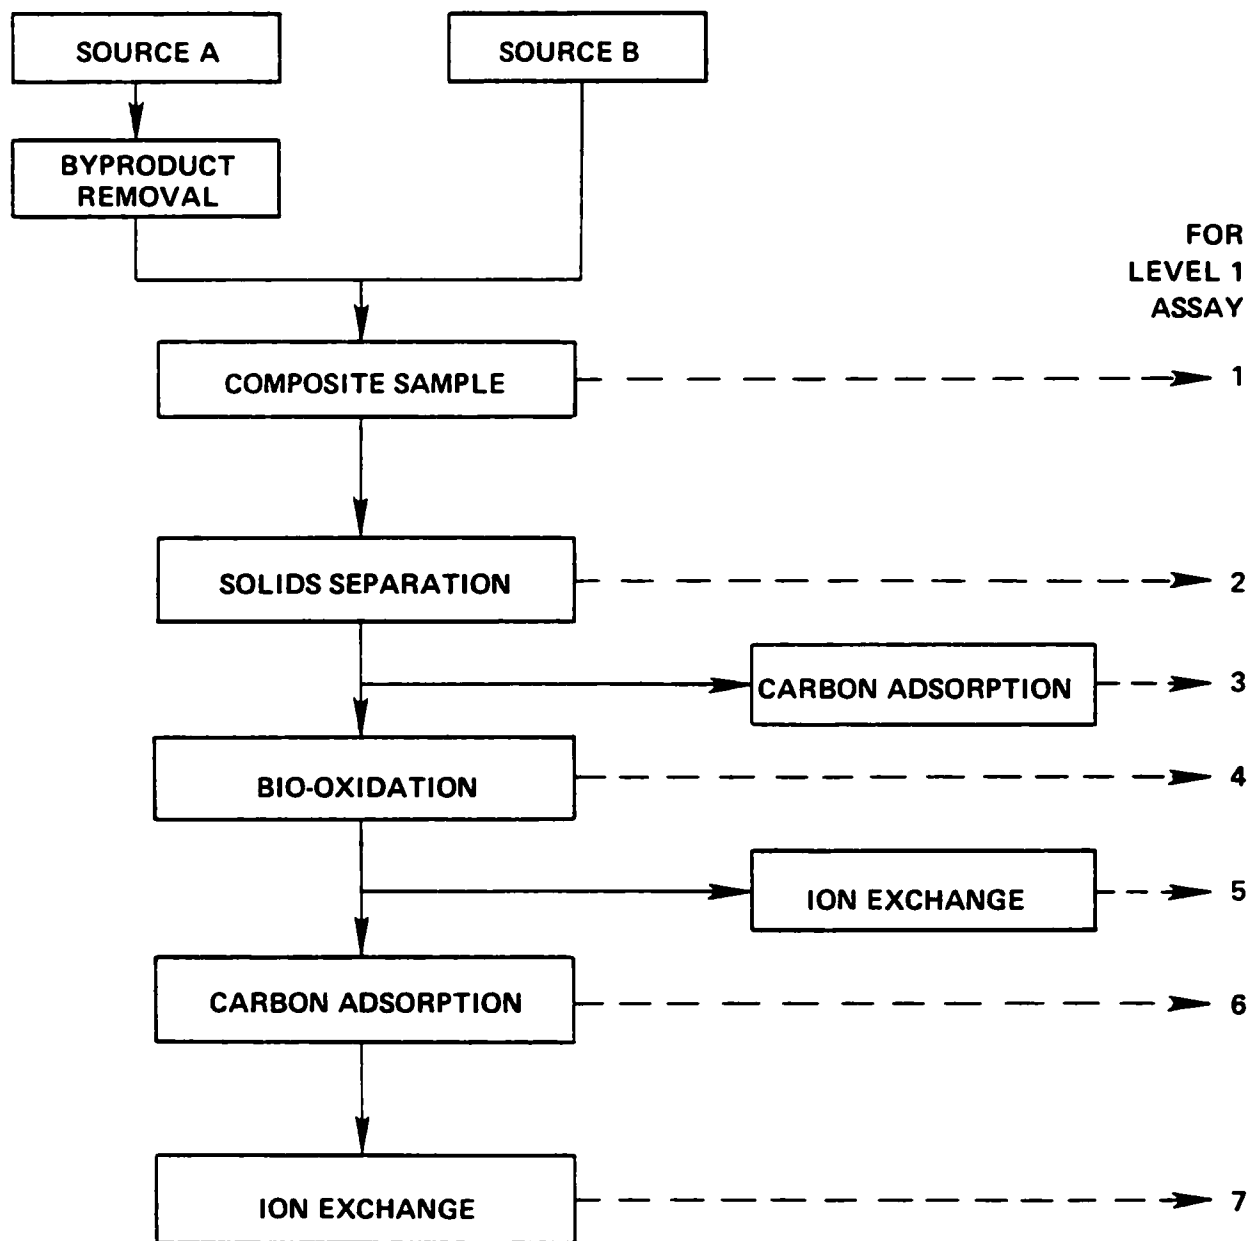 SOURCE A
SOURCE B
BYPRODUCT
REMOVAL
FOR
LEVEL 1
ASSAY
COMPOSITE SAMPLE
1
SOLIDS SEPARATION
2
CARBON ADSORPTION
3
BIO-OXIDATION
4
ION EXCHANGE
5
CARBON ADSORPTION
6
ION EXCHANGE
7